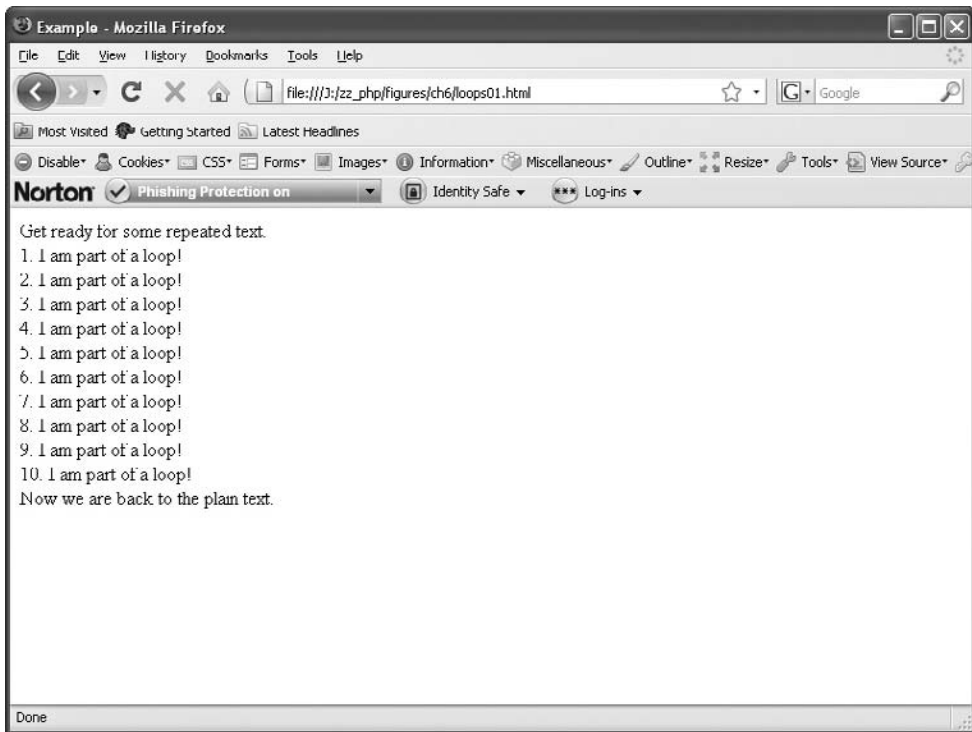 Example - Mozilla Firefox
File Edit View History Bookmarks Tools Help
file:///J:/zz_php/figures/ch6/loops01.html G Google
Most Visited Getting Started Latest Headlines
Disable Cookies CSS Forms Images Information Miscellaneous Outline Resize Tools View Source
Norton Phishing Protection on Identity Safe Log-ins
Get ready for some repeated text.
1. I am part of a loop!
2. I am part of a loop!
3. I am part of a loop!
4. I am part of a loop!
5. I am part of a loop!
6. I am part of a loop!
7. I am part of a loop!
8. I am part of a loop!
9. I am part of a loop!
10. I am part of a loop!
Now we are back to the plain text.
Done